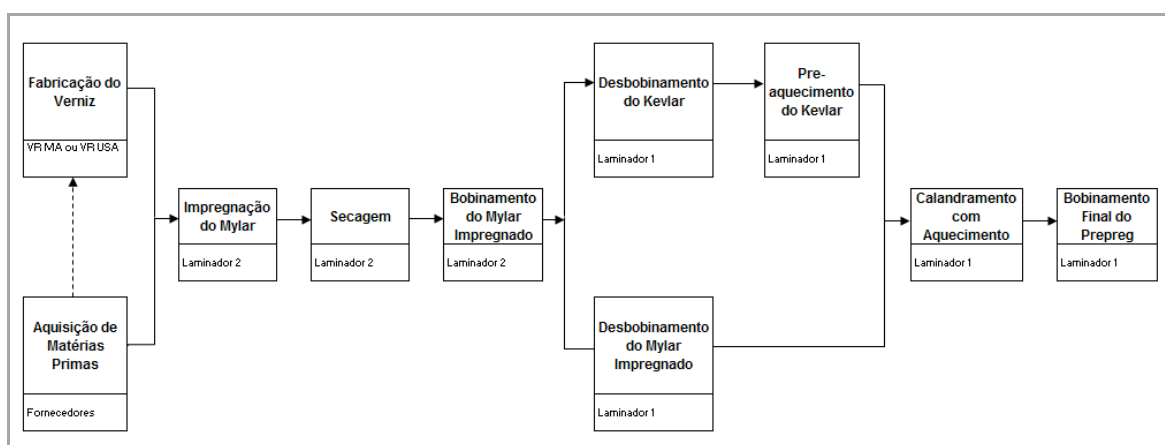 Fabricação do
Verniz
VR MA ou VR USA
Aquisição de
Matérias
Primas
Fornecedores
Impregnação
do Mylar
Laminador 2
Secagem
Laminador 2
Bobinamento
do Mylar
Impregnado
Laminador 2
Desbobinamento
do Kevlar
Laminador 1
Pre-
aquecimento
do Kevlar
Laminador 1
Desbobinamento
do Mylar
Impregnado
Laminador 1
Calandramento
com
Aquecimento
Laminador 1
Bobinamento
Final do
Prepreg
Laminador 1